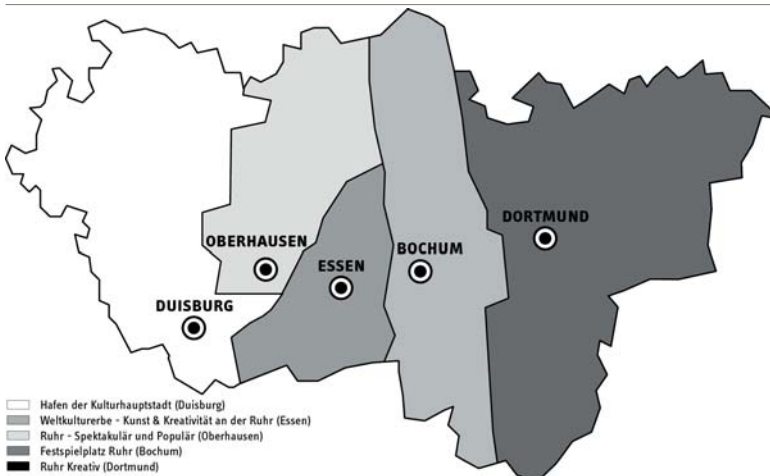 DORTMUND
OBERHAUSEN
BOCHUM
ESSEN
DUISBURG
Hafen der Kulturhauptstadt (Duisburg)
Weltkulturerbe - Kunst & Kreativität an der Ruhr (Essen)
Ruhr - Spektakulär und Populär (Oberhausen)
Festspielplatz Ruhr (Bochum)
Ruhr Kreativ (Dortmund)